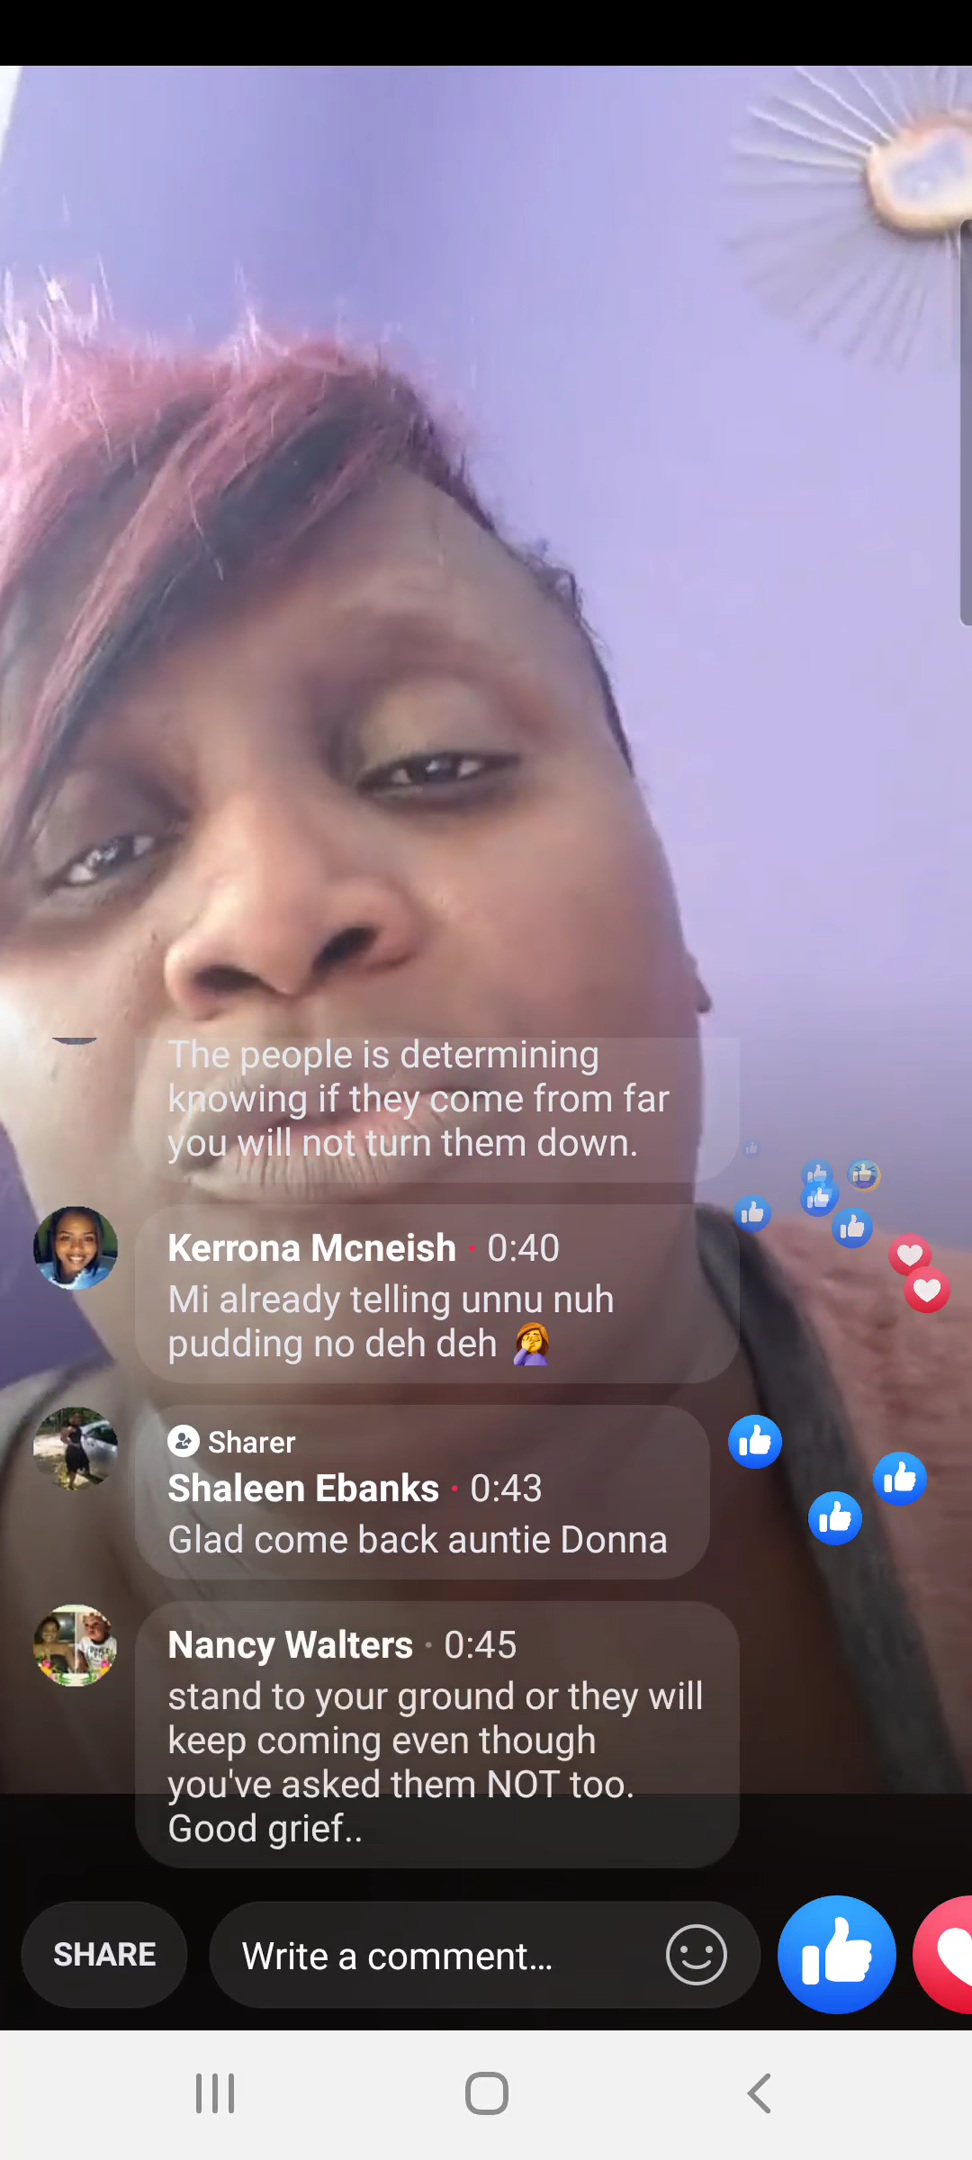 The people is determining
knowing if they come from far
you will not turn them down.
Kerrona Mcneish · 0:40
Mi already telling unnu nuh
pudding no deh deh 🤦‍♀️
Sharer
Shaleen Ebanks · 0:43
Glad come back auntie Donna
Nancy Walters · 0:45
stand to your ground or they will
keep coming even though
you've asked them NOT too.
Good grief..
SHARE
Write a comment...